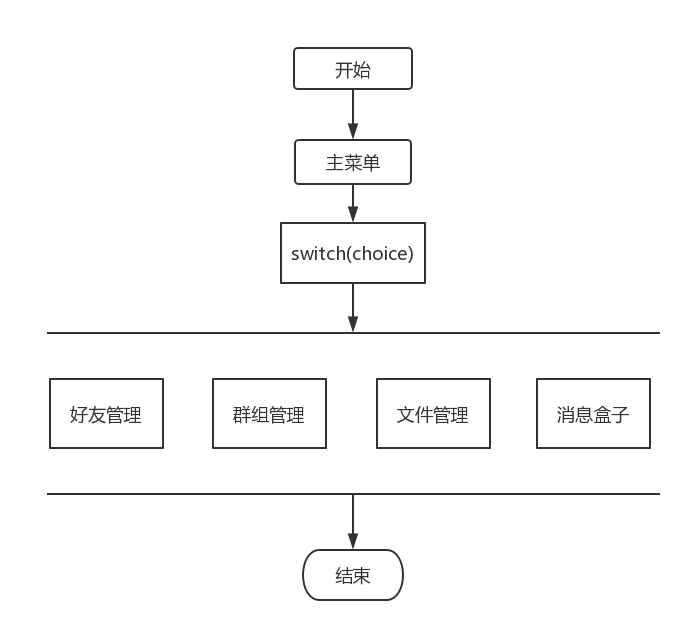 开始
主菜单
switch(choice)
好友管理
群组管理
文件管理
消息盒子
结束